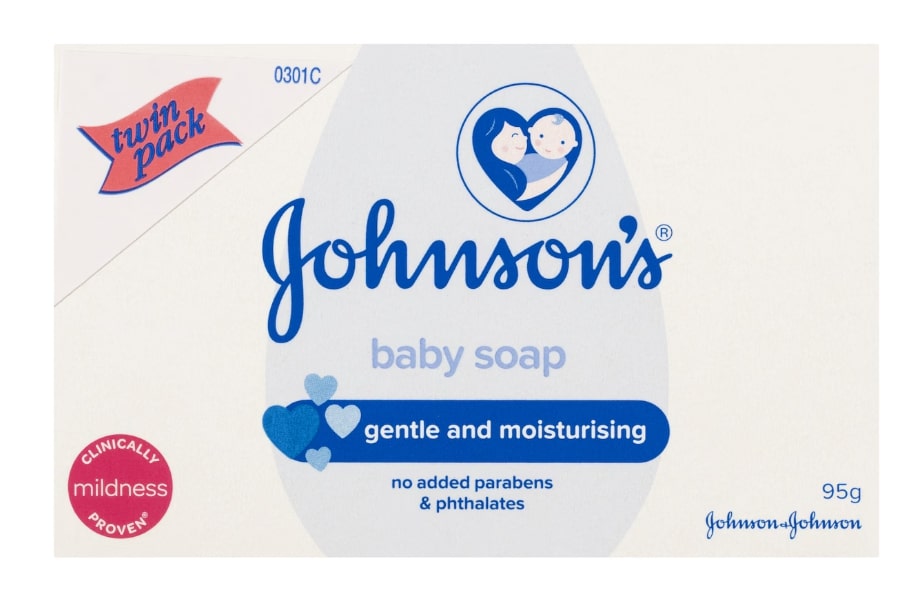 0301C
twin
pack
Johnson's®
baby soap
gentle and moisturising
no added parabens
& phthalates
CLINICALLY
mildness
PROVEN®
95g
Johnson&Johnson